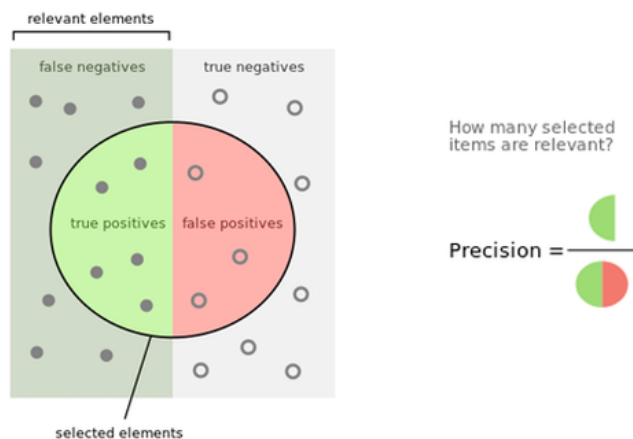 relevant elements
false negatives
true negatives
true positives
false positives
selected elements
How many selected
items are relevant?
Precision =